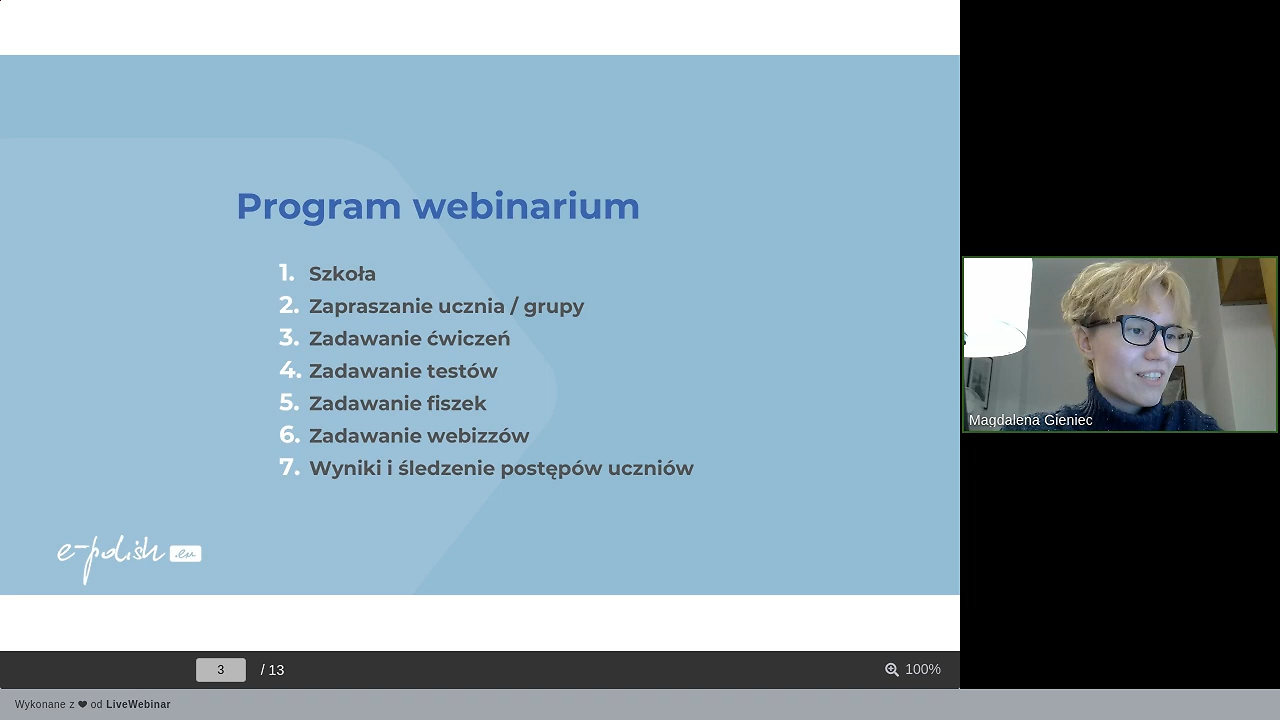 Program webinarium
1. Szkoła
2. Zapraszanie ucznia / grupy
3. Zadawanie ćwiczeń
4. Zadawanie testów
5. Zadawanie fiszek
6. Zadawanie webizzów
7. Wyniki i śledzenie postępów uczniów
e-polish .eu
Magdalena Gieniec
3 / 13
100%
Wykonane z ❤ od LiveWebinar